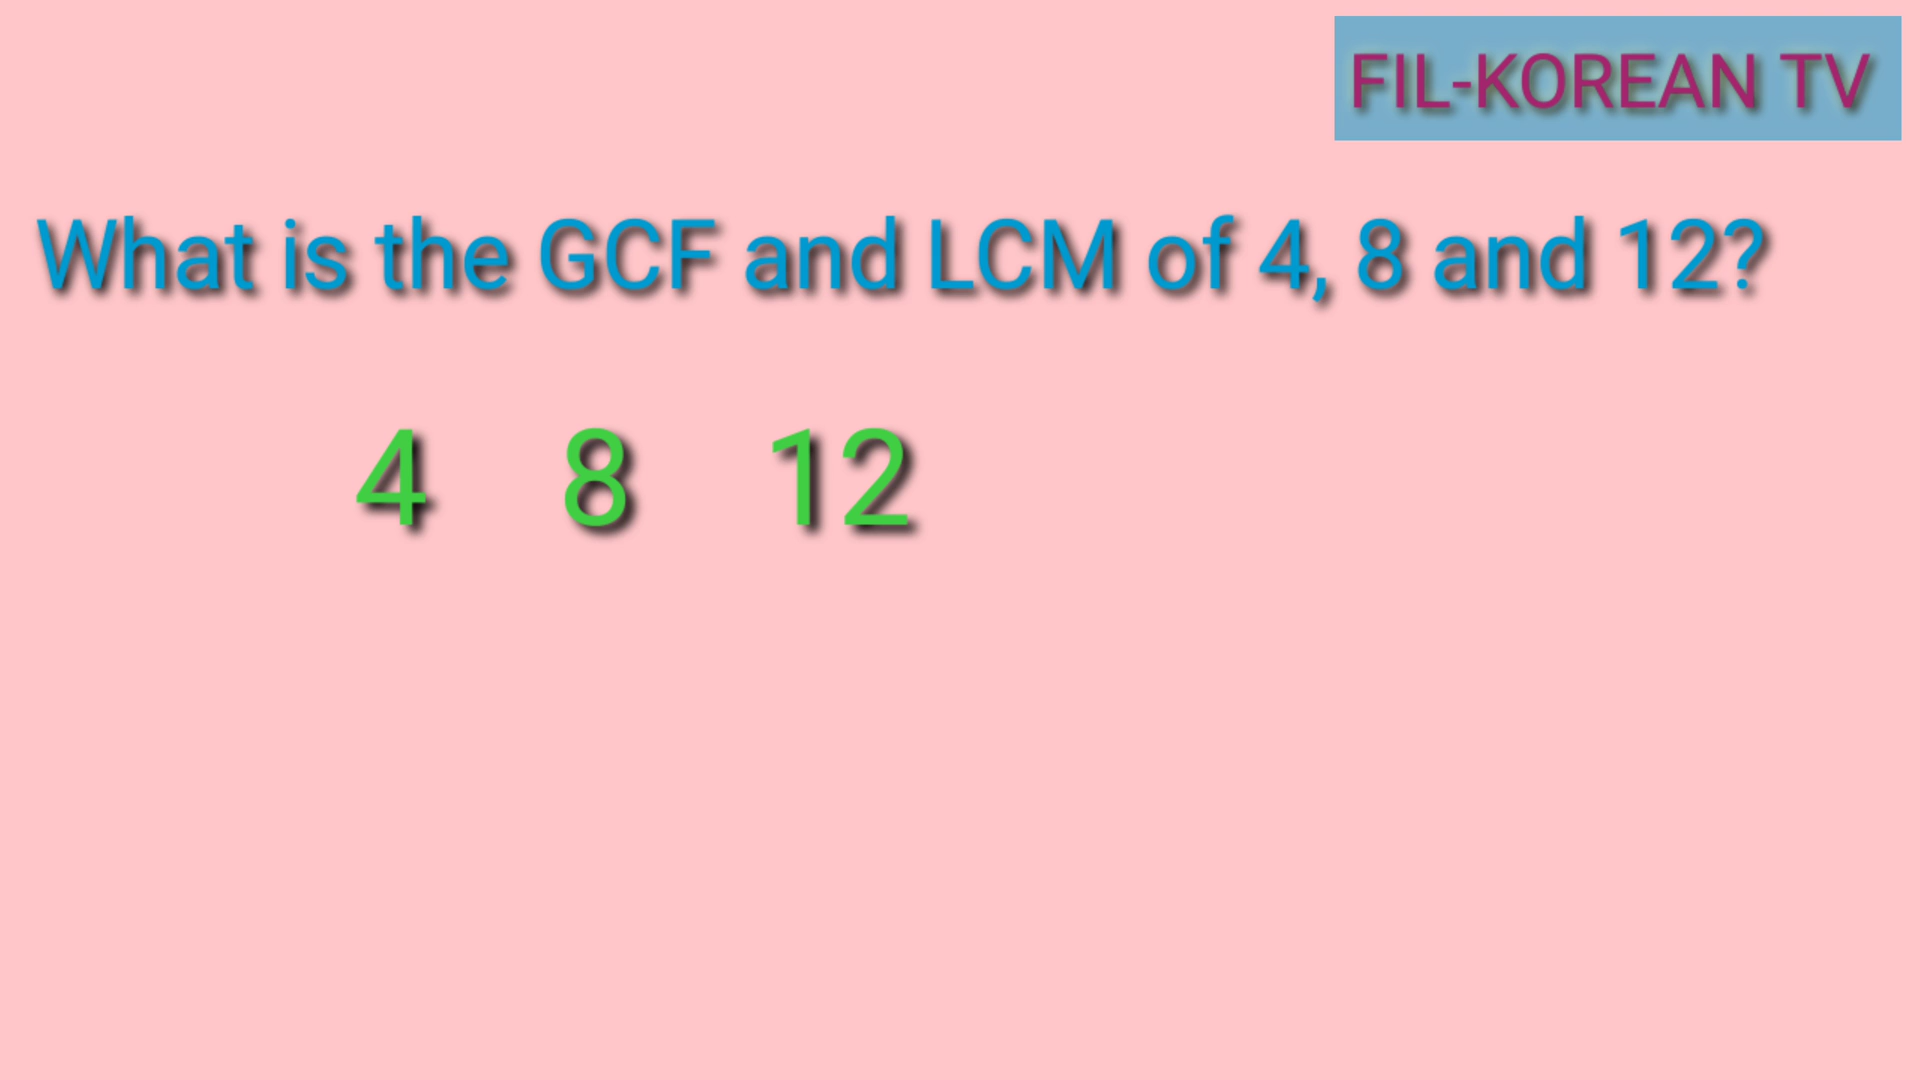 FIL-KOREAN TV
What is the GCF and LCM of 4, 8 and 12?
4 8 12